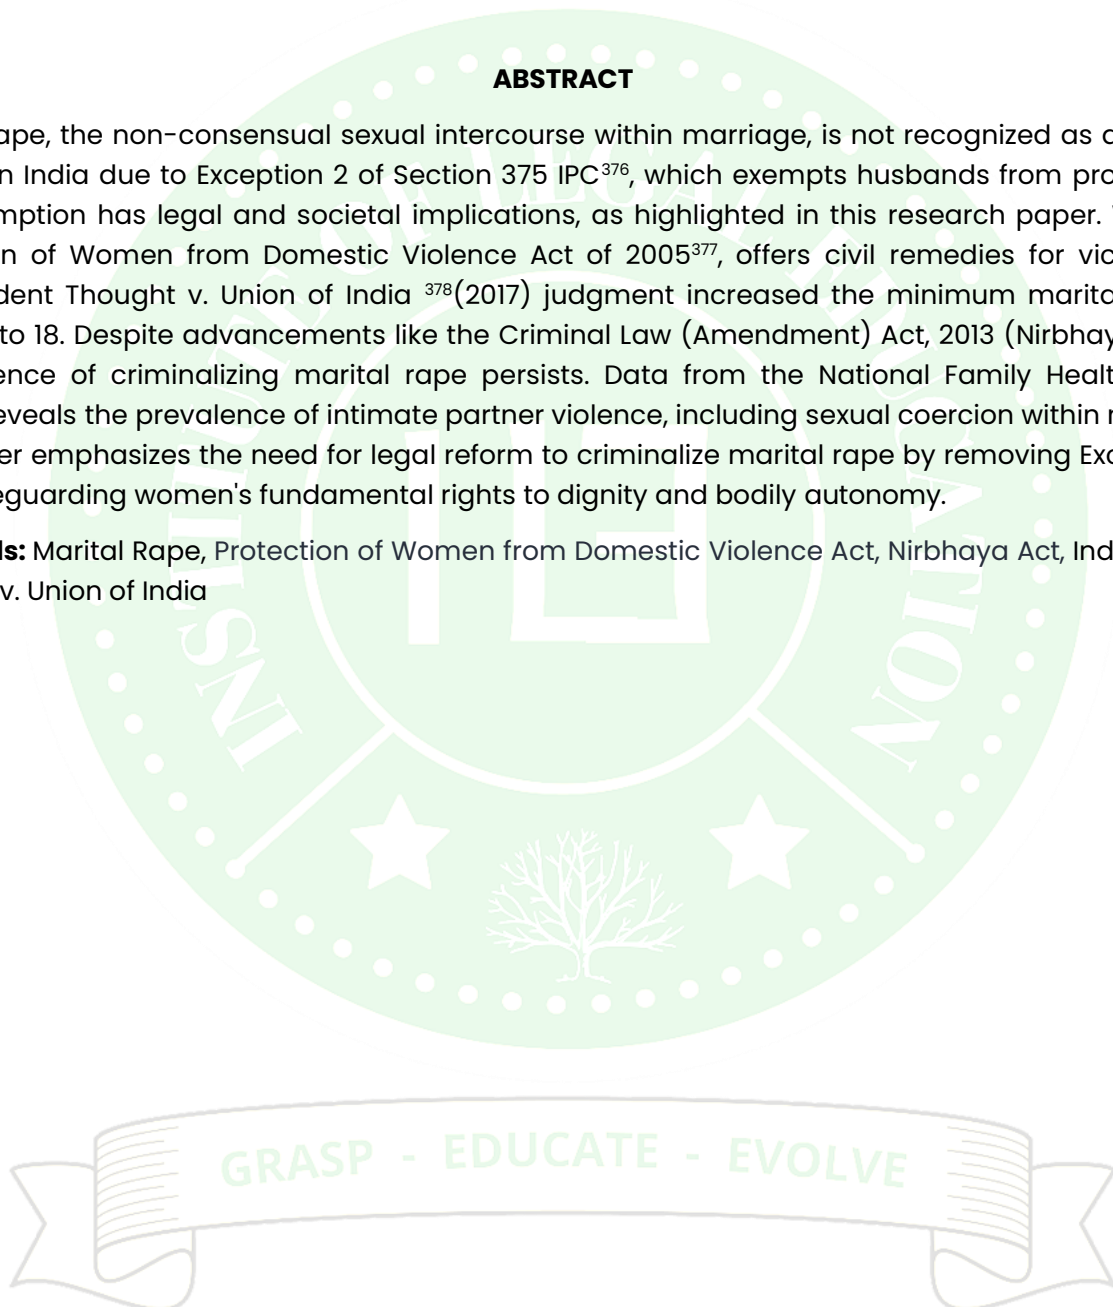 ABSTRACT
ape, the non-consensual sexual intercourse within marriage, is not recognized as
n India due to Exception 2 of Section 375 IPC376, which exempts husbands from pro
mption has legal and societal implications, as highlighted in this research paper.
n of Women from Domestic Violence Act of 2005377, offers civil remedies for vic
dent Thought v. Union of India 378(2017) judgment increased the minimum marita
to 18. Despite advancements like the Criminal Law (Amendment) Act, 2013 (Nirbhay
ence of criminalizing marital rape persists. Data from the National Family Healt
eveals the prevalence of intimate partner violence, including sexual coercion within
er emphasizes the need for legal reform to criminalize marital rape by removing Exc
eguarding women's fundamental rights to dignity and bodily autonomy.
ds: Marital Rape, Protection of Women from Domestic Violence Act, Nirbhaya Act, Ind
v. Union of India
INSTITUTE OF LEGAL EDUCATION
GRASP - EDUCATE - EVOLVE